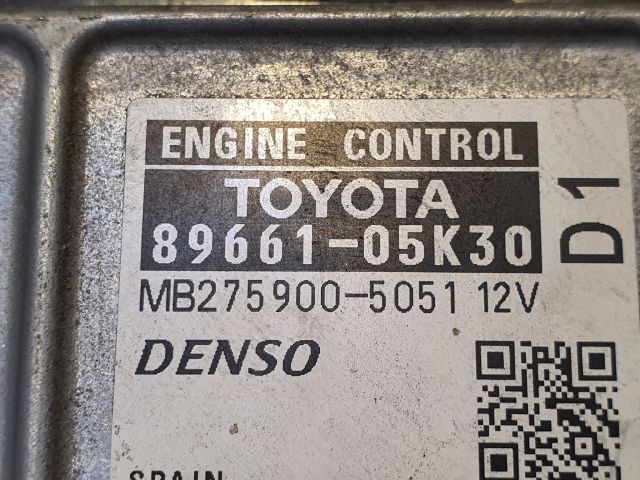 ENGINE CONTROL
TOYOTA
89661-05K30
D1
MB275900-5051 12V
DENSO
SPAIN